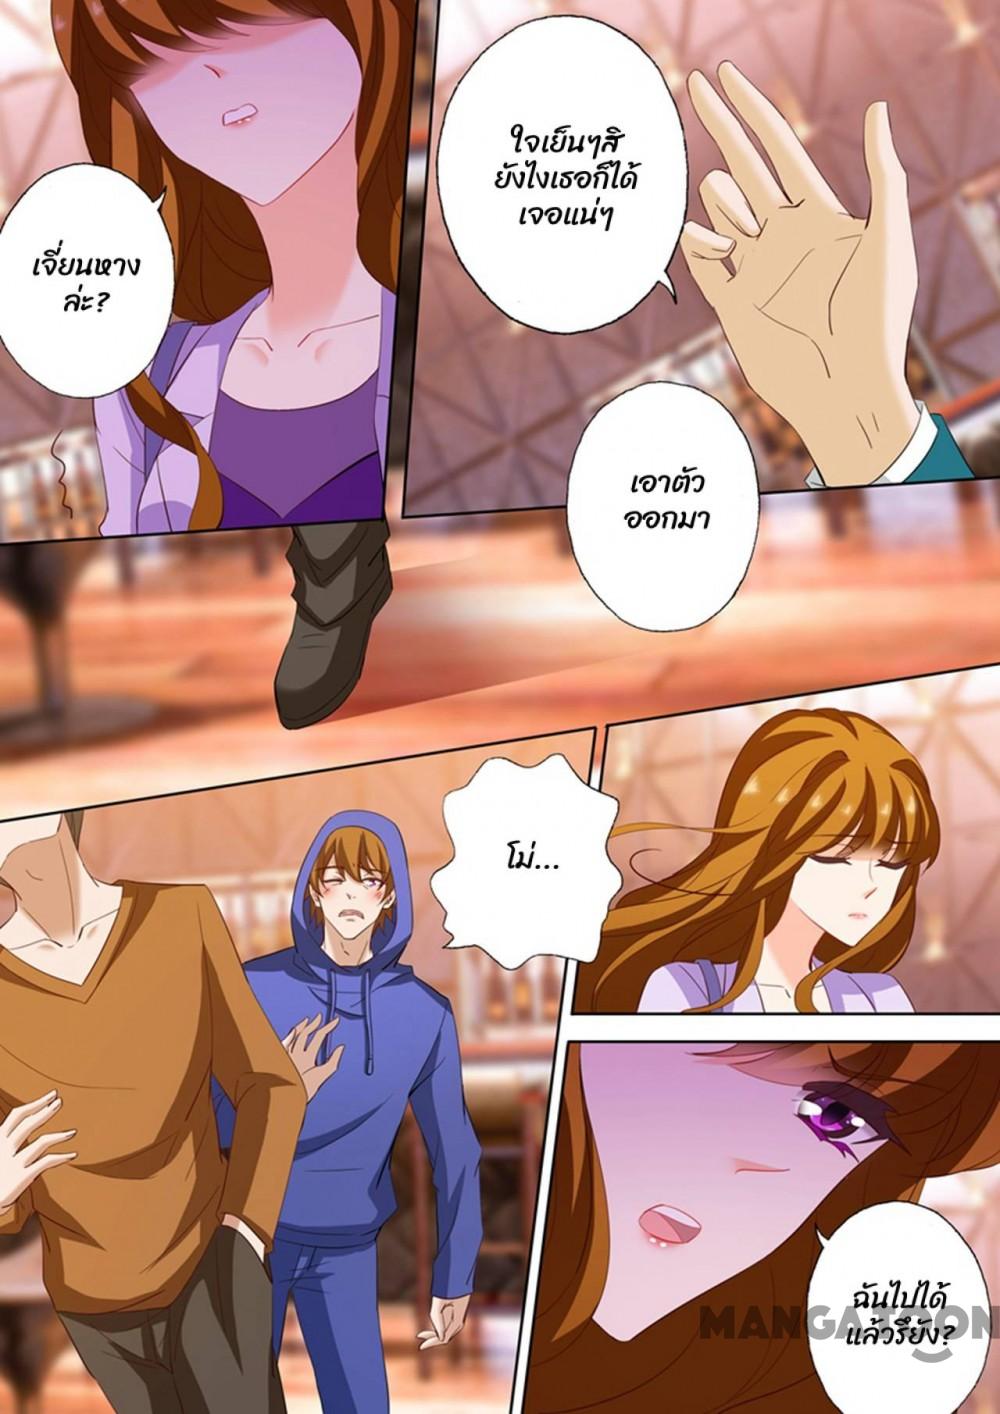 เจี่ยนหาง
ล่ะ?
ใจเย็นๆสิ
ยังไงเธอก็ได้
เจอแน่ๆ
เอาตัว
ออกมา
โม่...
ฉันไปได้
แล้วรึยัง?
MANGATOON